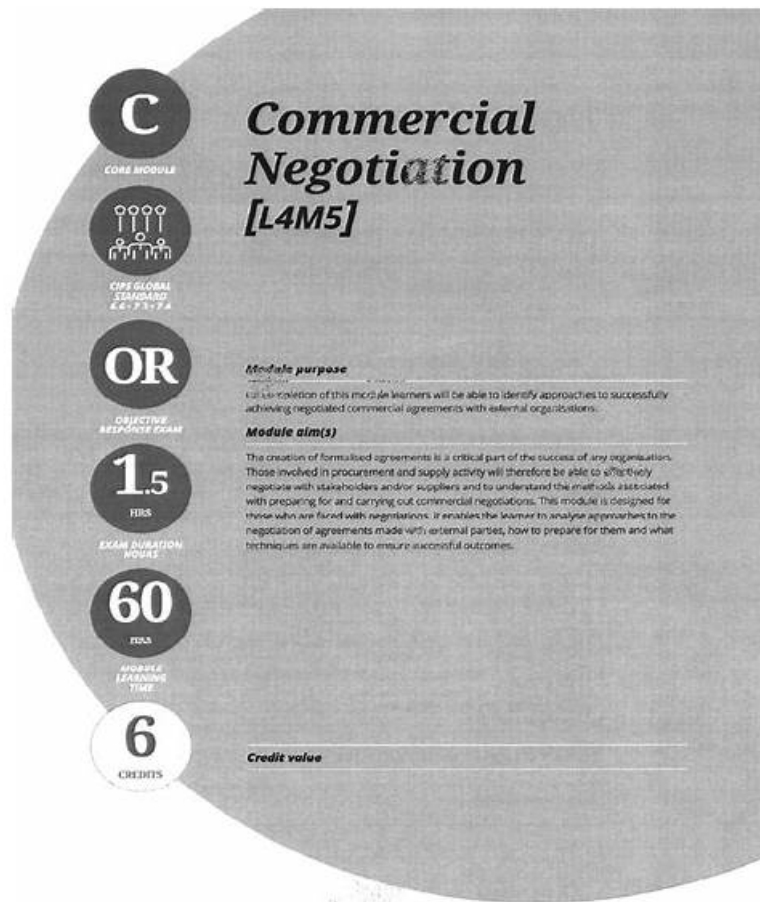 C
CORE MODULE
CIPS GLOBAL
STANDARD
OR
OBJECTIVE
RESPONSE EXAM
1.5
HRS
EXAM DURATION
HOURS
60
HRS
MODULE
LEARNING
TIME
6
CREDITS
Commercial
Negotiation
[L4M5]
Module purpose
completion of this module learners will be able to identify approaches to successfully
achieving negotiated commercial agreements with external organisations.
Module aim(s)
The creation of formalised agreements is a critical part of the success of any organisation.
Those involved in procurement and supply activity will therefore be able to effectively
negotiate with stakeholders and/or suppliers and to understand the methods associated
with preparing for and carrying out commercial negotiations. This module is designed for
those who are faced with negotiations. It enables the learner to analyse approaches to the
negotiation of agreements made with external parties, how to prepare for them and what
techniques are available to ensure successful outcomes.
Credit value